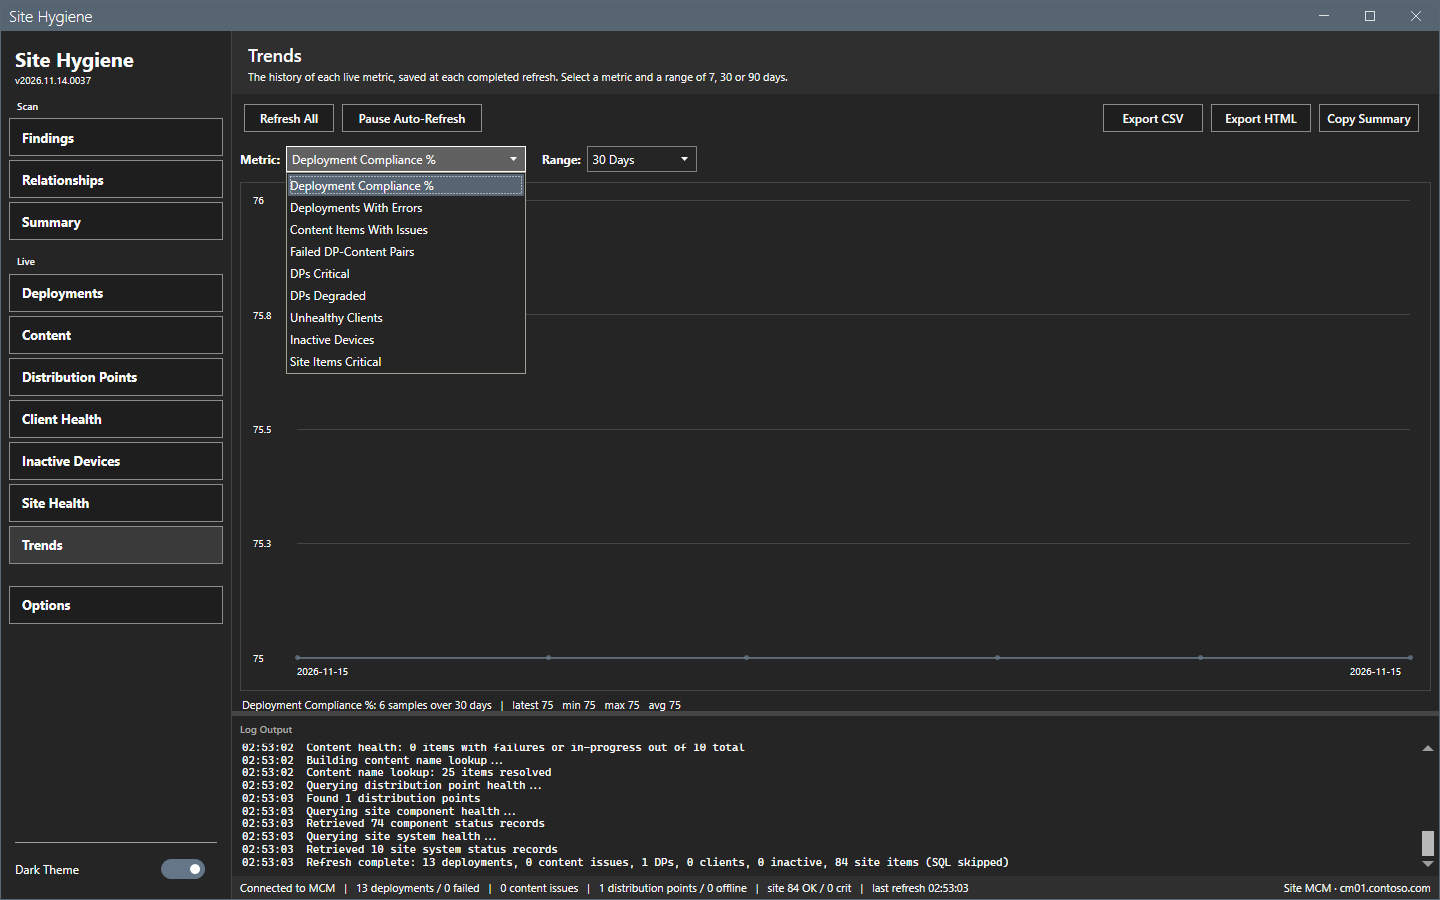 Site Hygiene
Site Hygiene
v2026.11.14.0037
Scan
Findings
Relationships
Summary
Live
Deployments
Content
Distribution Points
Client Health
Inactive Devices
Site Health
Trends
Options
Dark Theme
Trends
The history of each live metric, saved at each completed refresh. Select a metric and a range of 7, 30 or 90 days.
Refresh All
Pause Auto-Refresh
Export CSV
Export HTML
Copy Summary
Metric: Deployment Compliance %
Range: 30 Days
Deployment Compliance %
Deployments With Errors
Content Items With Issues
Failed DP-Content Pairs
DPs Critical
DPs Degraded
Unhealthy Clients
Inactive Devices
Site Items Critical
76
75.8
75.5
75.3
75
2026-11-15
2026-11-15
Deployment Compliance %: 6 samples over 30 days | latest 75 min 75 max 75 avg 75
Log Output
02:53:02 Content health: 0 items with failures or in-progress out of 10 total
02:53:02 Building content name lookup...
02:53:02 Content name lookup: 25 items resolved
02:53:02 Querying distribution point health...
02:53:03 Found 1 distribution points
02:53:03 Querying site component health...
02:53:03 Retrieved 74 component status records
02:53:03 Querying site system health...
02:53:03 Retrieved 10 site system status records
02:53:03 Refresh complete: 13 deployments, 0 content issues, 1 DPs, 0 clients, 0 inactive, 84 site items (SQL skipped)
Connected to MCM | 13 deployments / 0 failed | 0 content issues | 1 distribution points / 0 offline | site 84 OK / 0 crit | last refresh 02:53:03
Site MCM · cm01.contoso.com